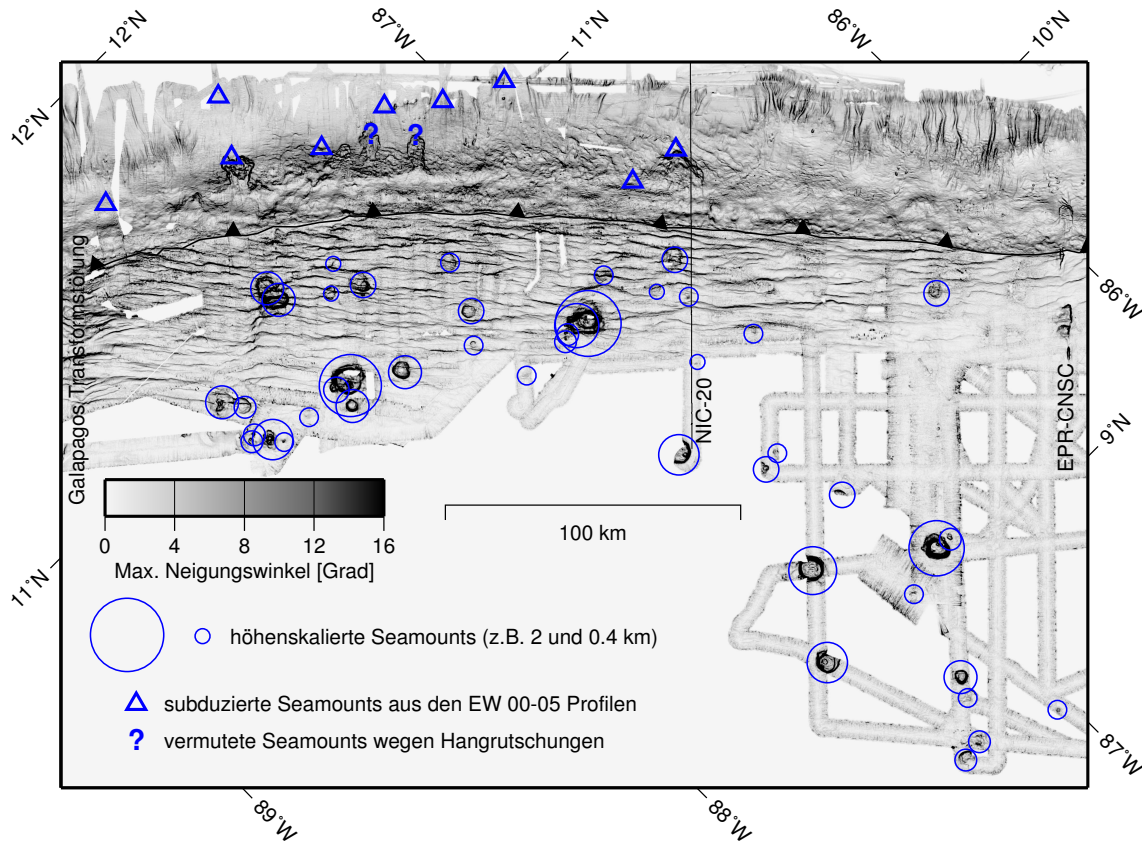 12˚N
87˚W
11˚N
86˚W
10˚N
12˚N
?
?
Galapagos Transformstörung
86˚W
EPR-CNSC
NIC-20
9˚N
0
4
8
12
16
Max. Neigungswinkel [Grad]
100 km
11˚N
höhenskalierte Seamounts (z.B. 2 und 0.4 km)
subduzierte Seamounts aus den EW 00-05 Profilen
? vermutete Seamounts wegen Hangrutschungen
87˚W
89˚W
88˚W